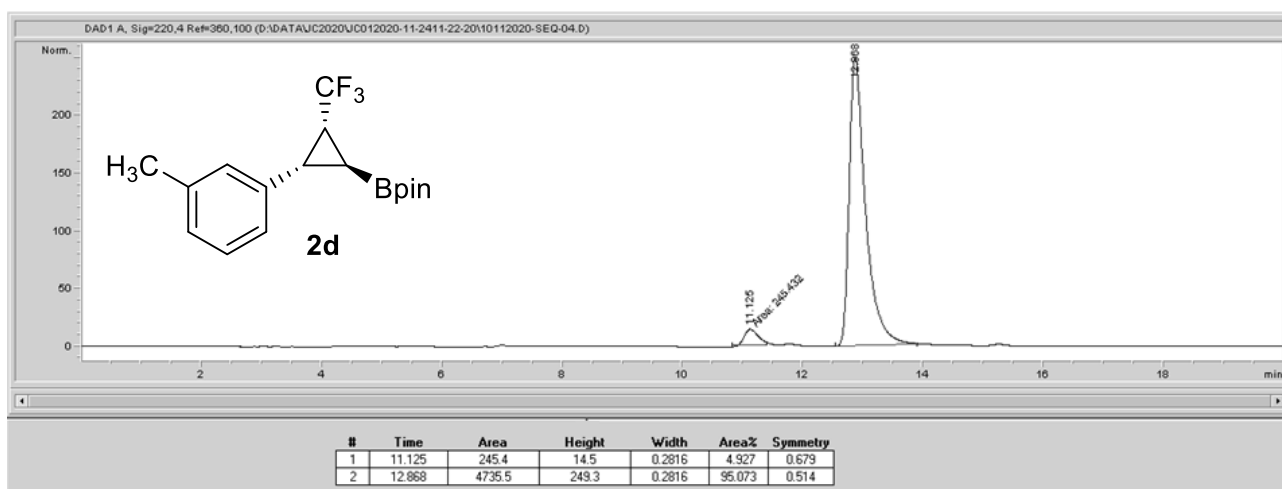 DAD1 A, Sig=220,4 Ref=360,100 (D:\DATA\JC2020\JC012020-11-2411-22-20\10112020-SEQ-04.D)
Norm.
200
150
100
50
0
CF3
H3C
Bpin
2d
11.125
Area: 245.432
12.868
2 4 6 8 10 12 14 16 18 min
# Time Area Height Width Area% Symmetry
1 11.125 245.4 14.5 0.2816 4.927 0.679
2 12.868 4735.5 249.3 0.2816 95.073 0.514